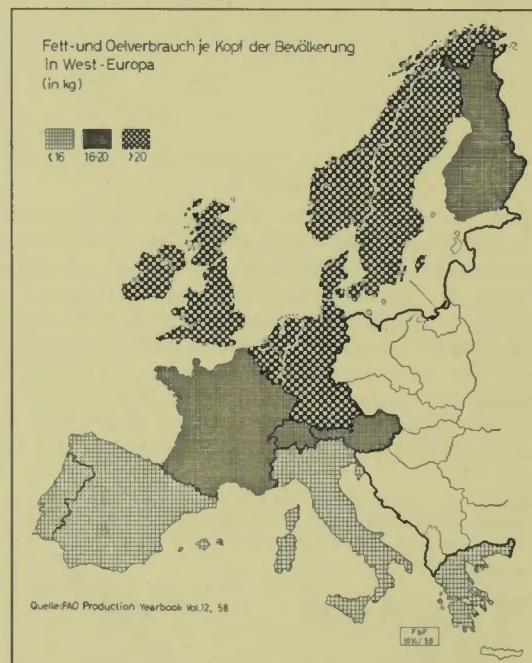 Fett-und Oelverbrauch je Kopf der Bevölkerung
in West-Europa
(in kg)
<16 16-20 >20
Quelle:FAO Production Yearbook Vol.12, 58
FbF